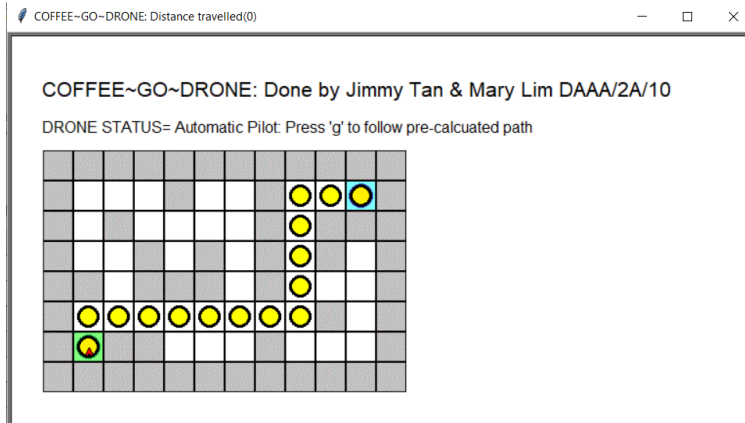 COFFEE~GO~DRONE: Distance travelled(0)
COFFEE~GO~DRONE: Done by Jimmy Tan & Mary Lim DAAA/2A/10
DRONE STATUS= Automatic Pilot: Press 'g' to follow pre-calcuated path